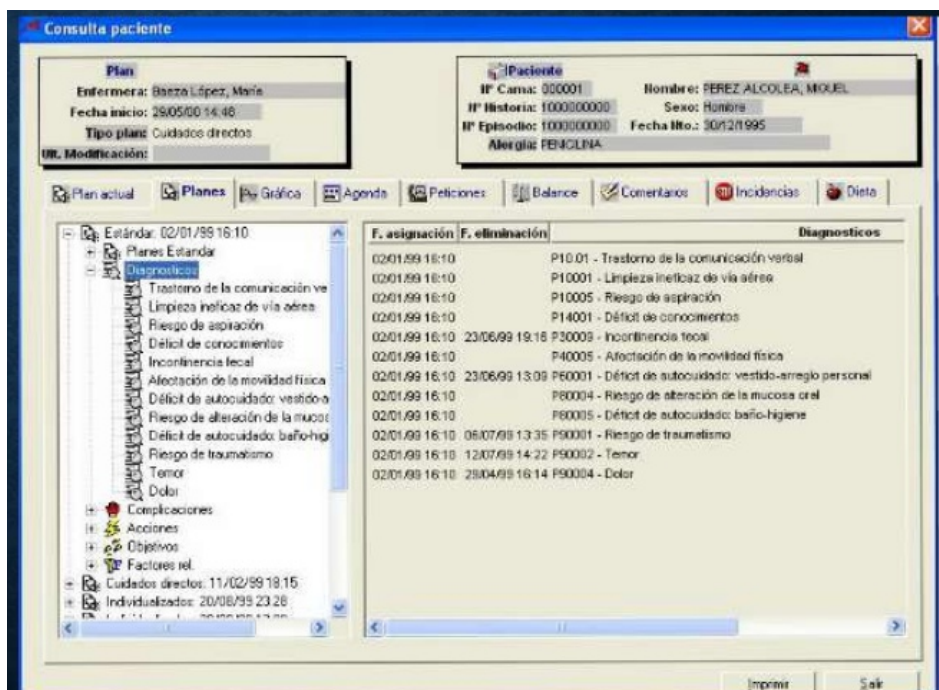 Consulta paciente
Plan
Enfermera: Baeza López, María
Fecha inicio: 29/05/00 14:48
Tipo plan: Cuidados directos
Ult. Modificación:
Paciente
Nº Cama: 000001 Nombre: PEREZ ALCOLEA, MIGUEL
Nº Historia: 1000000000 Sexo: Hombre
Nº Episodio: 1000000000 Fecha Nto.: 30/12/1995
Alergia: PENICILINA
Plan actual Planes Gráfica Agenda Peticiones Balance Comentarios Incidencias Dieta
Estándar: 02/01/99 16:10
Planes Estandar
Diagnosticos
Trastorno de la comunicación ve
Limpieza ineficaz de vía aérea
Riesgo de aspiración
Déficit de conocimientos
Incontinencia fecal
Afectación de la movilidad física
Déficit de autocuidado: vestido-a
Riesgo de alteración de la mucos
Déficit de autocuidado: baño-higi
Riesgo de traumatismo
Temor
Dolor
Complicaciones
Acciones
Objetivos
Factores rel.
Cuidados directos: 11/02/99 18:15
Individualizados: 20/08/99 23:28
F. asignación F. eliminación Diagnosticos
02/01/99 16:10 P10.01 - Trastorno de la comunicación verbal
02/01/99 16:10 P10001 - Limpieza ineficaz de vía aérea
02/01/99 16:10 P10005 - Riesgo de aspiración
02/01/99 16:10 P14001 - Déficit de conocimientos
02/01/99 16:10 23/06/99 19:16 P30009 - Incontinencia fecal
02/01/99 16:10 P40005 - Afectación de la movilidad física
02/01/99 16:10 23/06/99 13:09 P60001 - Déficit de autocuidado: vestido-arreglo personal
02/01/99 16:10 P80004 - Riesgo de alteración de la mucosa oral
02/01/99 16:10 P80005 - Déficit de autocuidado: baño-higiene
02/01/99 16:10 06/07/99 13:35 P90001 - Riesgo de traumatismo
02/01/99 16:10 12/07/99 14:22 P90002 - Temor
02/01/99 16:10 29/04/99 16:14 P90004 - Dolor
Imprimir Salir